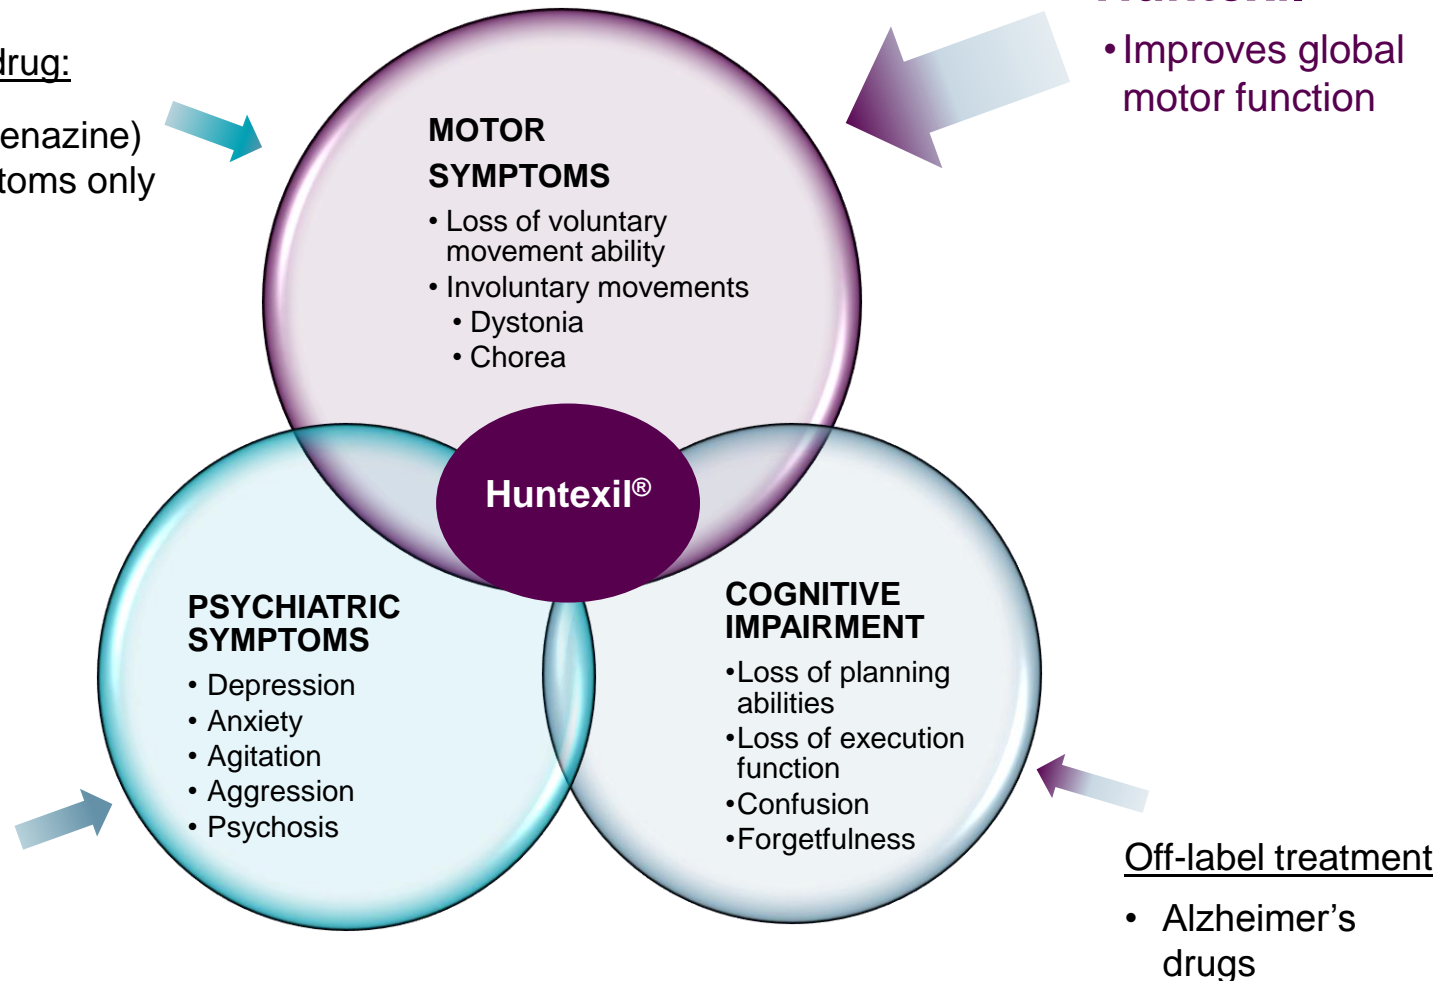 drug:
enazine)
toms only
• Improves global
motor function
MOTOR
SYMPTOMS
• Loss of voluntary
movement ability
• Involuntary movements
• Dystonia
• Chorea
Huntexil®
PSYCHIATRIC
SYMPTOMS
• Depression
• Anxiety
• Agitation
• Aggression
• Psychosis
COGNITIVE
IMPAIRMENT
•Loss of planning
abilities
•Loss of execution
function
•Confusion
•Forgetfulness
Off-label treatment
• Alzheimer’s
drugs